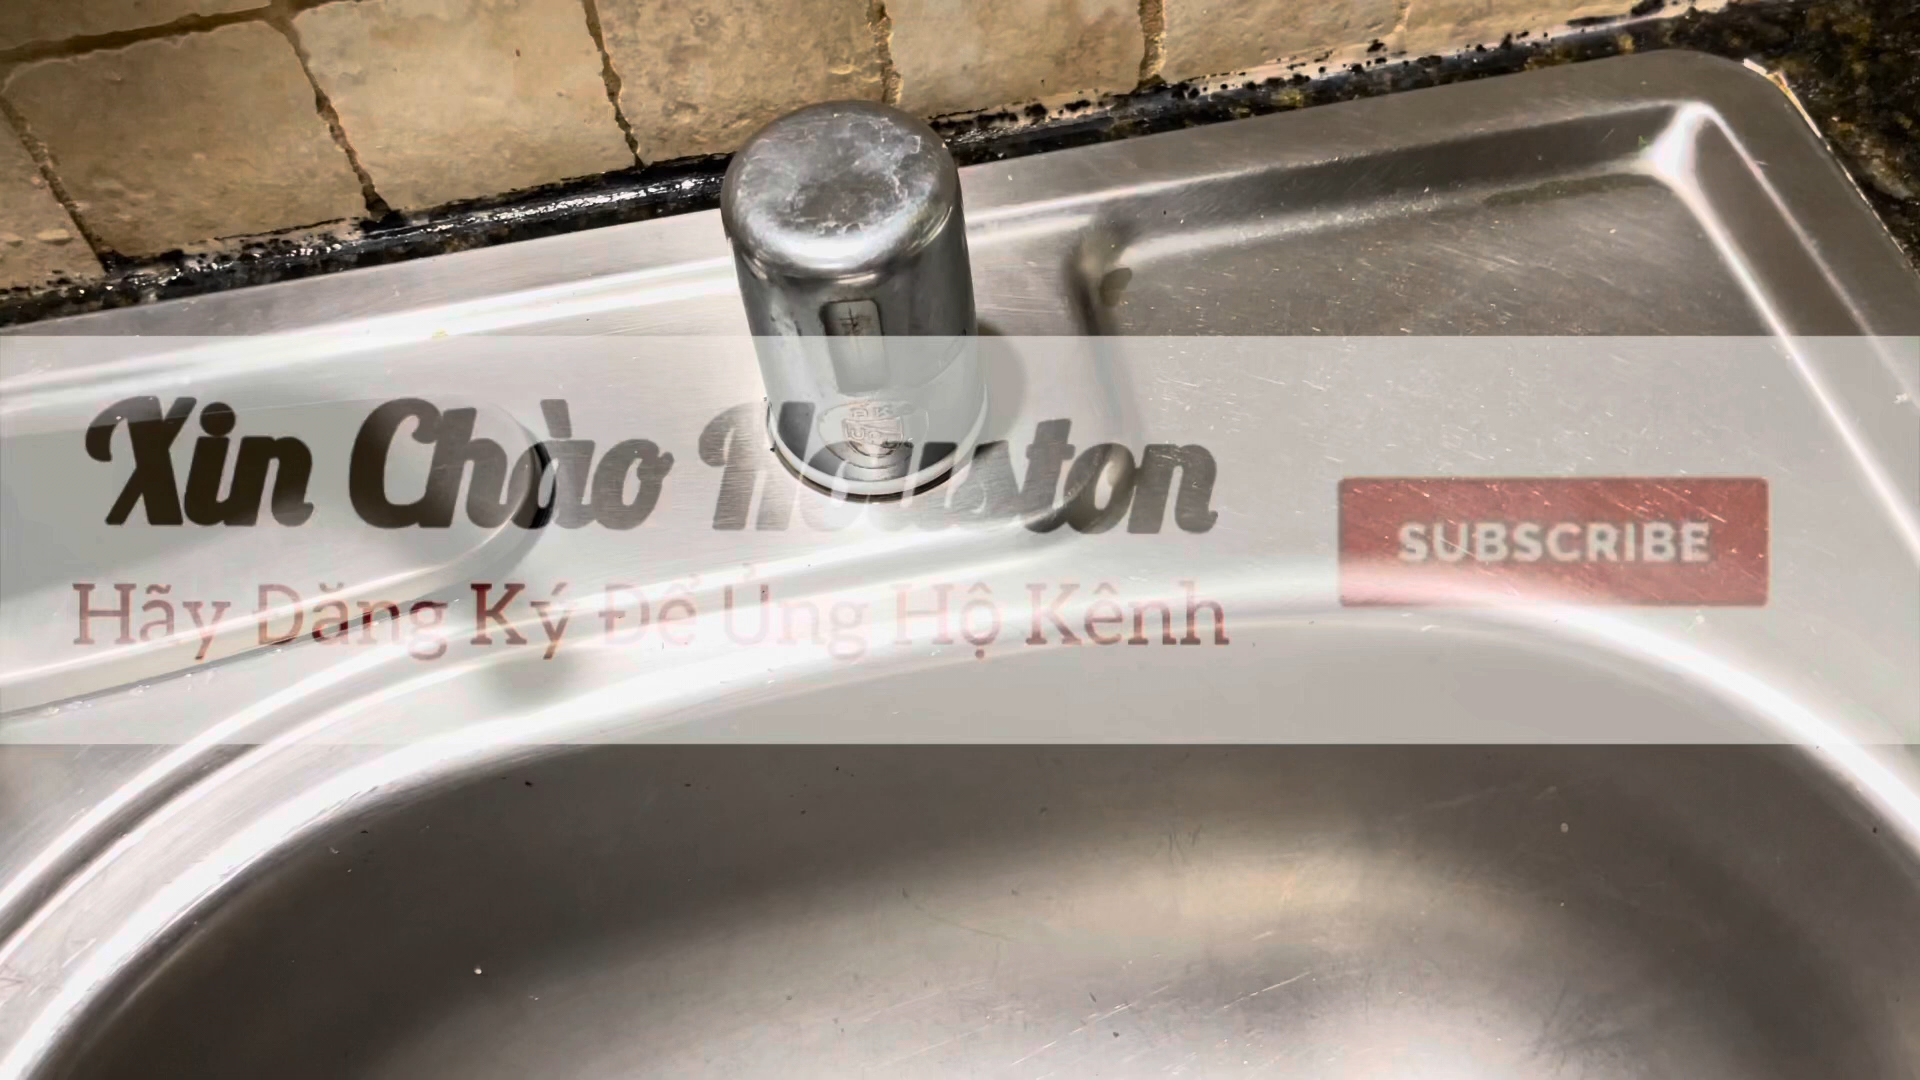 Xin Chào Houston
Hãy Đăng Ký Để Ủng Hộ Kênh
SUBSCRIBE